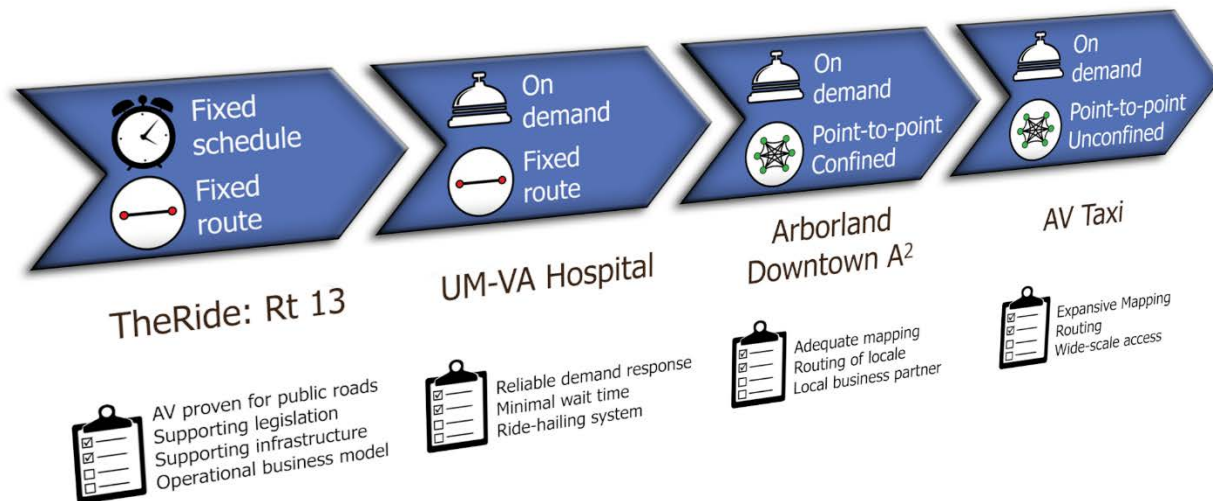 Fixed
schedule
Fixed
route
On
demand
Fixed
route
On
demand
Point-to-point
Confined
On
demand
Point-to-point
Unconfined
TheRide: Rt 13
UM-VA Hospital
Arborland
Downtown A²
AV Taxi
AV proven for public roads
Supporting legislation
Supporting infrastructure
Operational business model
Reliable demand response
Minimal wait time
Ride-hailing system
Adequate mapping
Routing of locale
Local business partner
Expansive Mapping
Routing
Wide-scale access